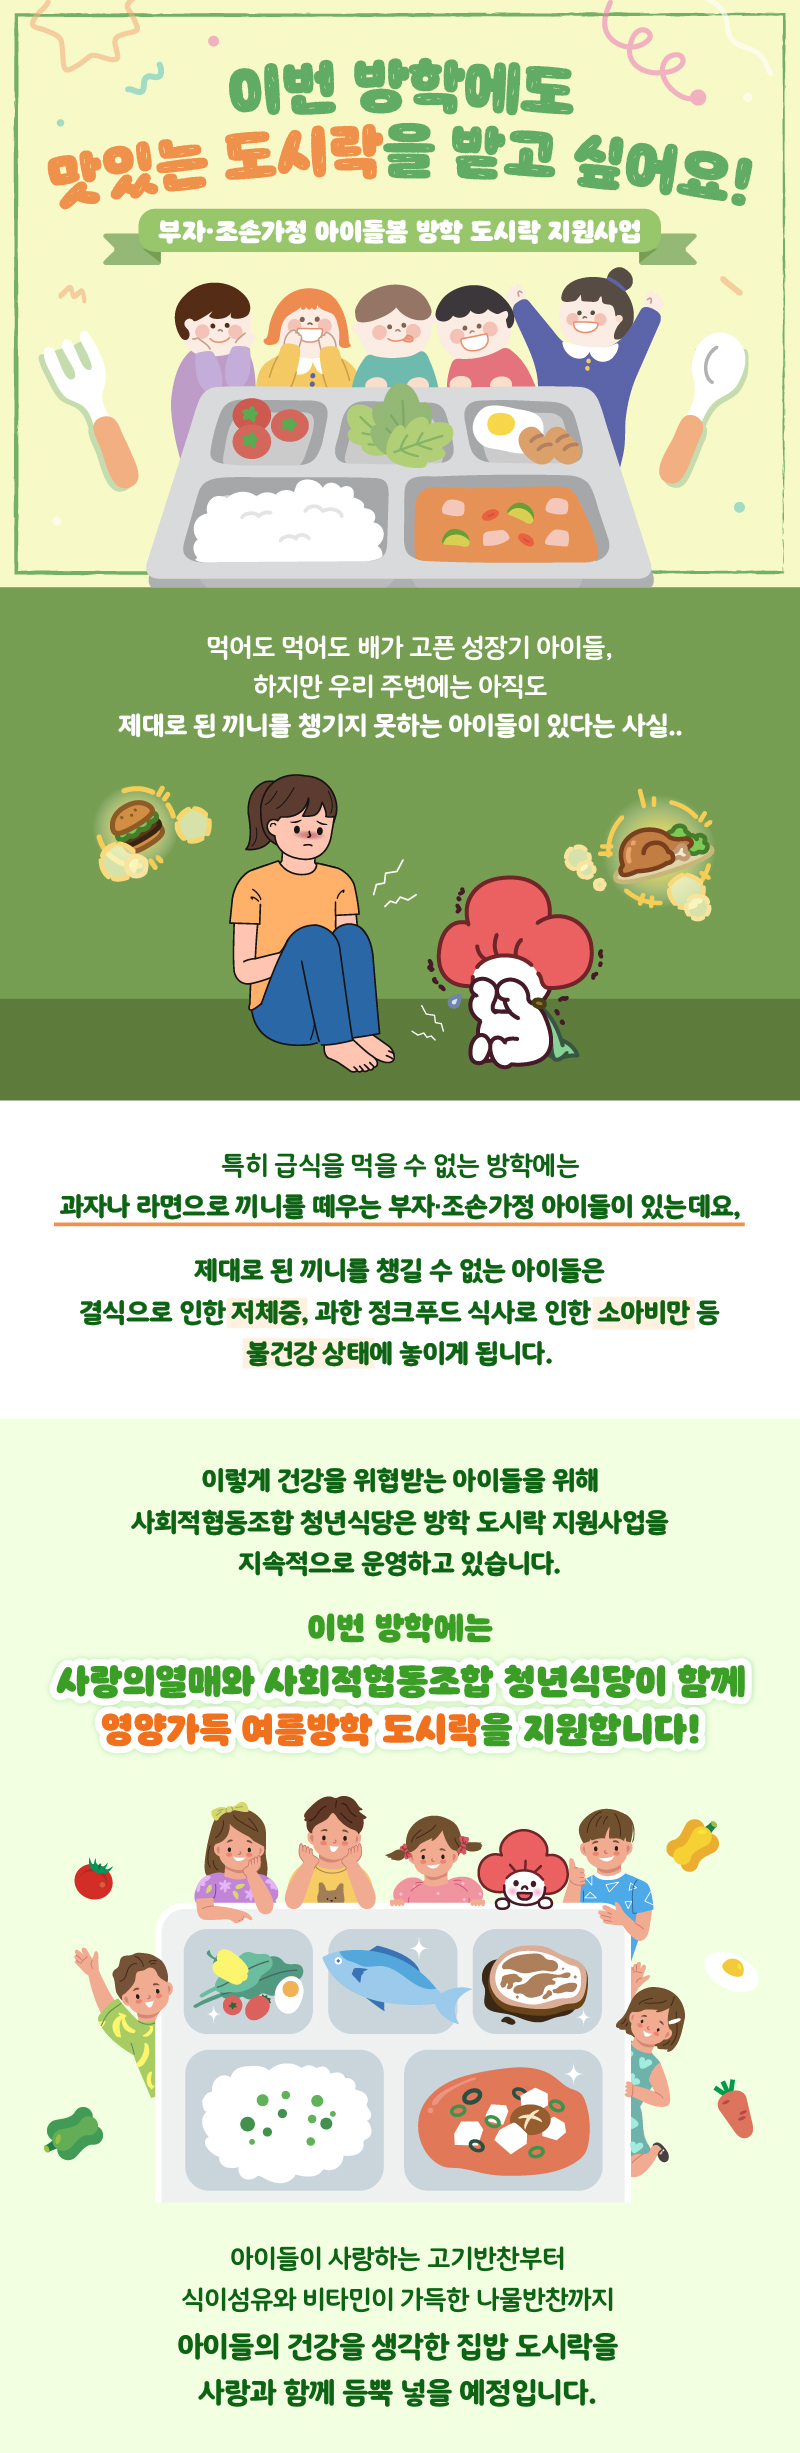 이번 방학에도
맛있는 도시락을 받고 싶어요!
부자·조손가정 아이돌봄 방학 도시락 지원사업
먹어도 먹어도 배가 고픈 성장기 아이들,
하지만 우리 주변에는 아직도
제대로 된 끼니를 챙기지 못하는 아이들이 있다는 사실..
특히 급식을 먹을 수 없는 방학에는
과자나 라면으로 끼니를 떼우는 부자·조손가정 아이들이 있는데요,
제대로 된 끼니를 챙길 수 없는 아이들은
결식으로 인한 저체중, 과한 정크푸드 식사로 인한 소아비만 등
불건강 상태에 놓이게 됩니다.
이렇게 건강을 위협받는 아이들을 위해
사회적협동조합 청년식당은 방학 도시락 지원사업을
지속적으로 운영하고 있습니다.
이번 방학에는
사랑의열매와 사회적협동조합 청년식당이 함께
영양가득 여름방학 도시락을 지원합니다!
아이들이 사랑하는 고기반찬부터
식이섬유와 비타민이 가득한 나물반찬까지
아이들의 건강을 생각한 집밥 도시락을
사랑과 함께 듬뿍 넣을 예정입니다.